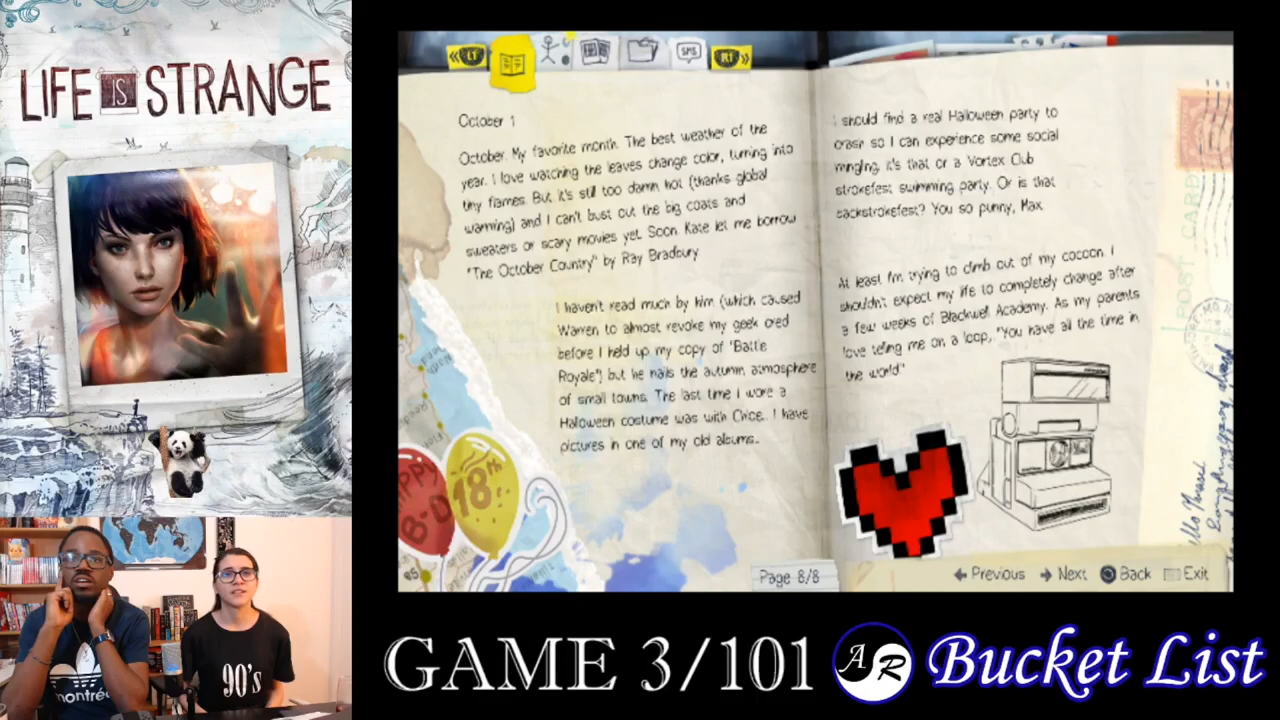 LIFE IS STRANGE
L1
SMS
R1
October 1
October. My favorite month. The best weather of the
year. I love watching the leaves change color, turning into
tiny flames. But it's still too damn hot (thanks global
warming) and I can't bust out the big coats and
sweaters or scary movies yet. Soon. Kate let me borrow
"The October Country" by Ray Bradbury
I haven't read much by him (which caused
Warren to almost revoke my geek cred
before I held up my copy of "Battle
Royale") but he nails the autumn atmosphere
of small towns. The last time I wore a
Halloween costume was with Chloe.. I have
pictures in one of my old albums..
HAPPY
B-D
18th
Page 8/8
I should find a real Halloween party to
crash so I can experience some social
mingling, it's that or a Vortex Club
strokefest swimming party. Or is that
backstrokefest? You so punny, Max.
At least I'm trying to climb out of my cocoon. I
shouldn't expect my life to completely change after
a few weeks of Blackwell Academy. As my parents
love telling me on a loop, "You have all the time in
the world"
POST CARD
Previous
Next
Back
Exit
montréal
90's
GAME 3/101
AR
Bucket List